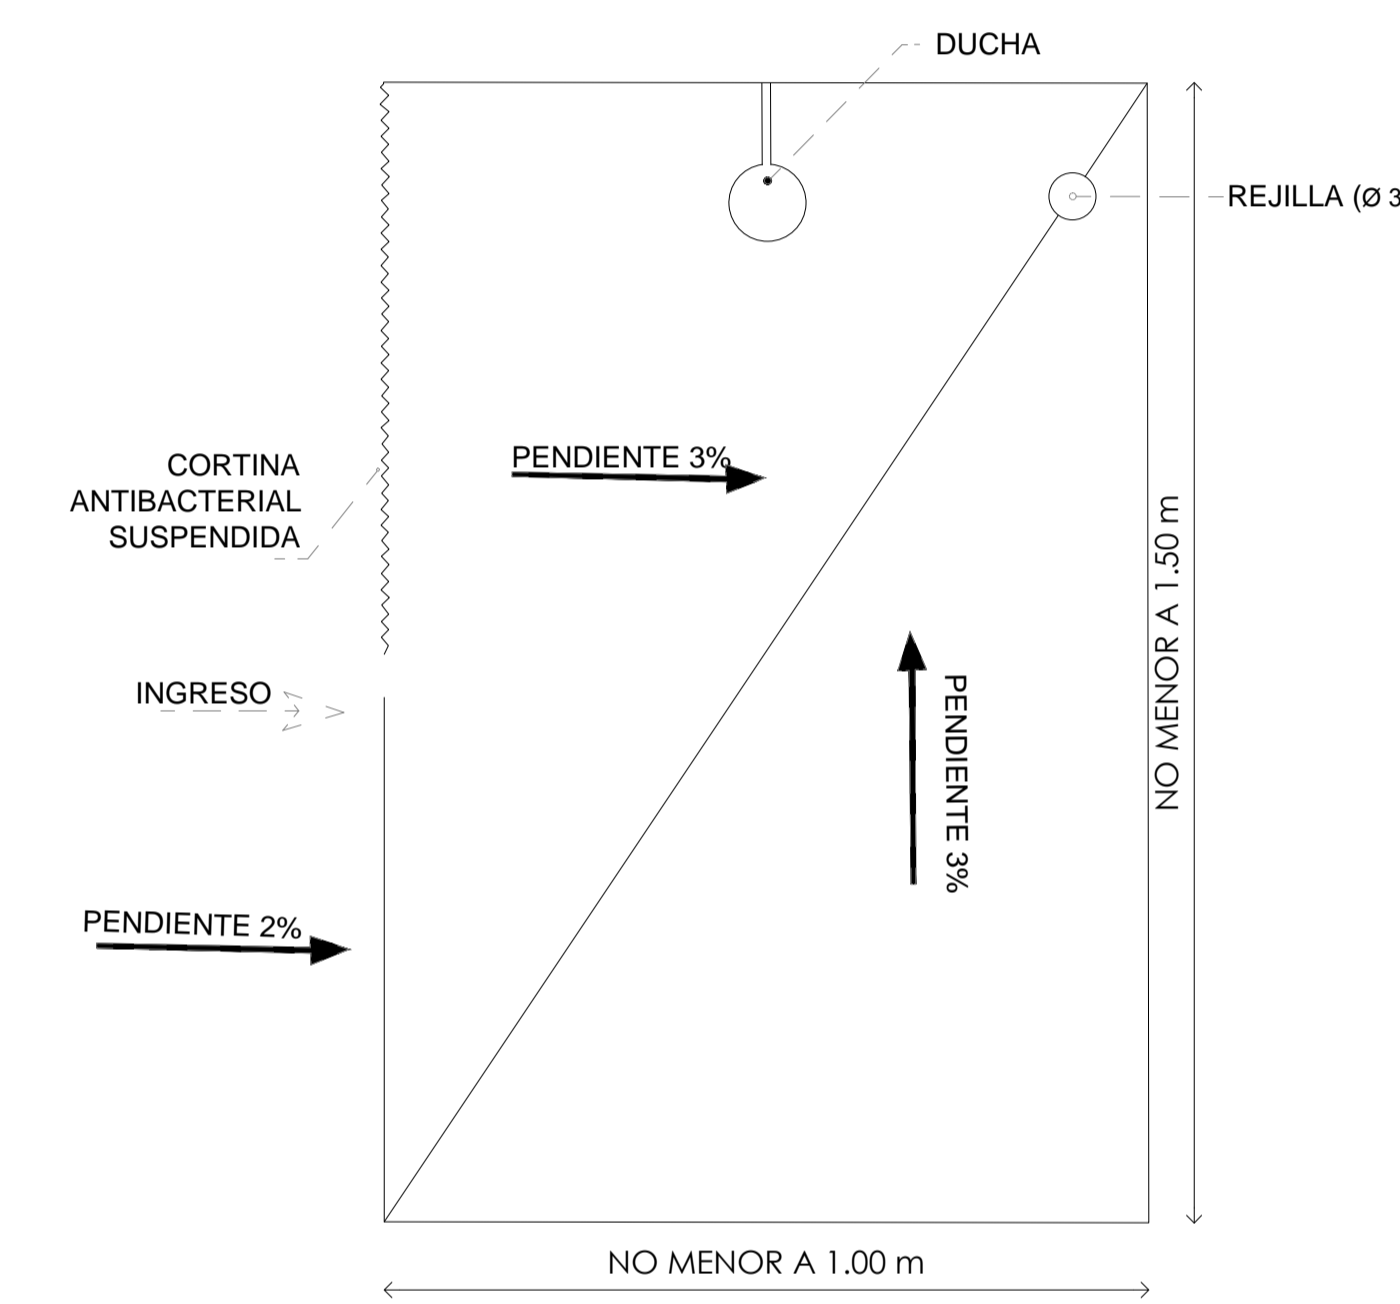 DUCHA
REJILLA (Ø 3
CORTINA
ANTIBACTERIAL
SUSPENDIDA
PENDIENTE 3%
NO MENOR A 1.50 m
INGRESO
PENDIENTE 3%
PENDIENTE 2%
NO MENOR A 1.00 m